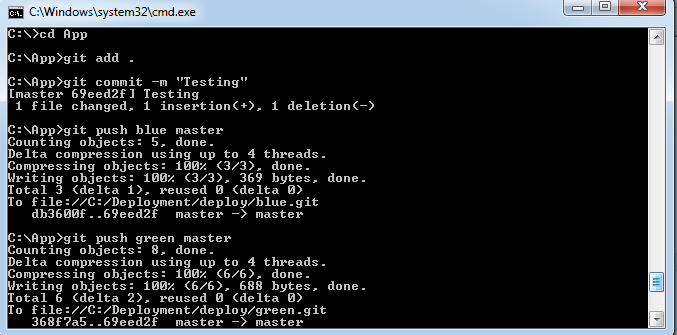 C:\Windows\system32\cmd.exe
C:\>cd App
C:\App>git add .
C:\App>git commit -m "Testing"
[master 69eed2f] Testing
1 file changed, 1 insertion(+), 1 deletion(-)
C:\App>git push blue master
Counting objects: 5, done.
Delta compression using up to 4 threads.
Compressing objects: 100% (3/3), done.
Writing objects: 100% (3/3), 369 bytes, done.
Total 3 (delta 1), reused 0 (delta 0)
To file://C:/Deployment/deploy/blue.git
db3600f..69eed2f  master -> master
C:\App>git push green master
Counting objects: 8, done.
Delta compression using up to 4 threads.
Compressing objects: 100% (6/6), done.
Writing objects: 100% (6/6), 688 bytes, done.
Total 6 (delta 2), reused 0 (delta 0)
To file://C:/Deployment/deploy/green.git
368f7a5..69eed2f  master -> master